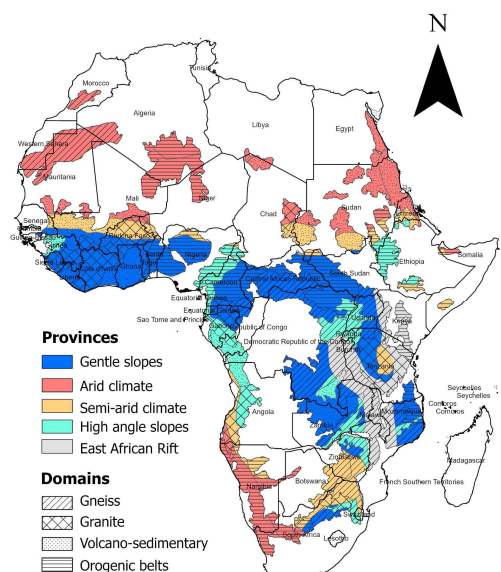 N
Tunisia
Morocco
Algeria
Libya
Egypt
Western Sahara
Mauritania
Mali
Niger
Chad
Sudan
Senegal
Gambia
Burkina Faso
Guinea
Sierra Leone
Ghana
Nigeria
Ethiopia
Somalia
Cameroon
Central African Republic
South Sudan
Equatorial Guinea
Sao Tome and Principe
Gabon
Republic of Congo
Democratic Republic of the Congo
Rwanda
Burundi
Kenya
Tanzania
Seychelles
Seychelles
Comoros
Comoros
Angola
Zambia
Malawi
Mozambique
Zimbabwe
Madagascar
Namibia
Botswana
French Southern Territories
Swaziland
South Africa
Lesotho
Provinces
Gentle slopes
Arid climate
Semi-arid climate
High angle slopes
East African Rift
Domains
Gneiss
Granite
Volcano-sedimentary
Orogenic belts